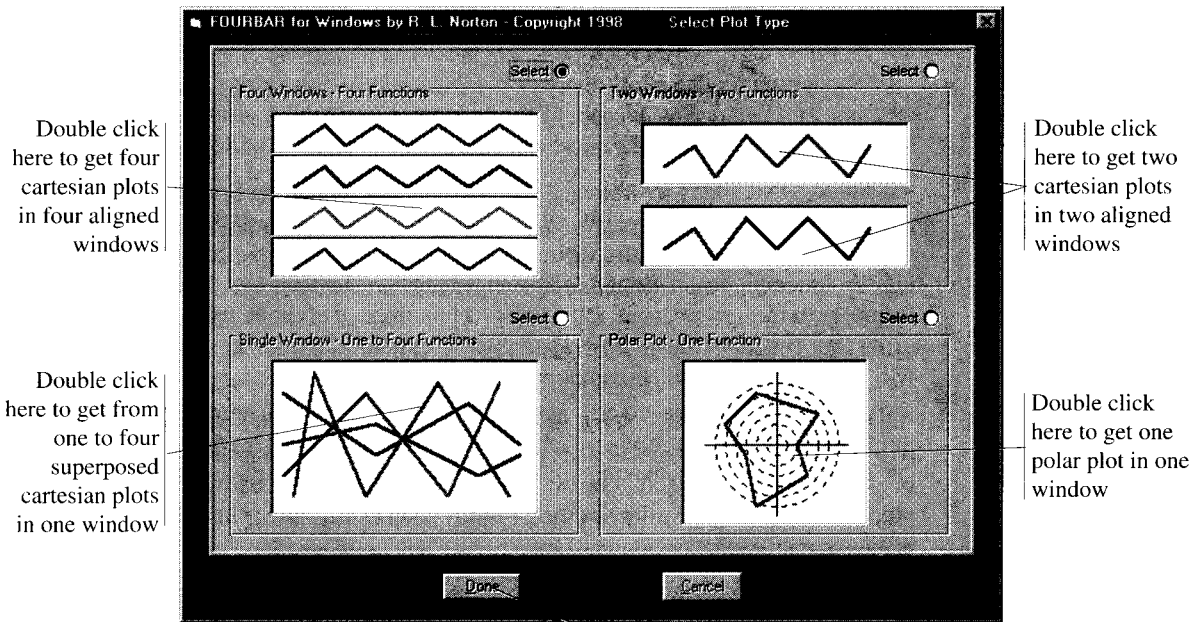 FOURBAR for Windows by R. L. Norton - Copyright 1998 Select Plot Type
Select
Four Windows - Four Functions
Select
Two Windows - Two Functions
Double click
here to get four
cartesian plots
in four aligned
windows
Double click
here to get two
cartesian plots
in two aligned
windows
Select
Single Window - One to Four Functions
Select
Polar Plot - One Function
Double click
here to get from
one to four
superposed
cartesian plots
in one window
Double click
here to get one
polar plot in one
window
Done
Cancel